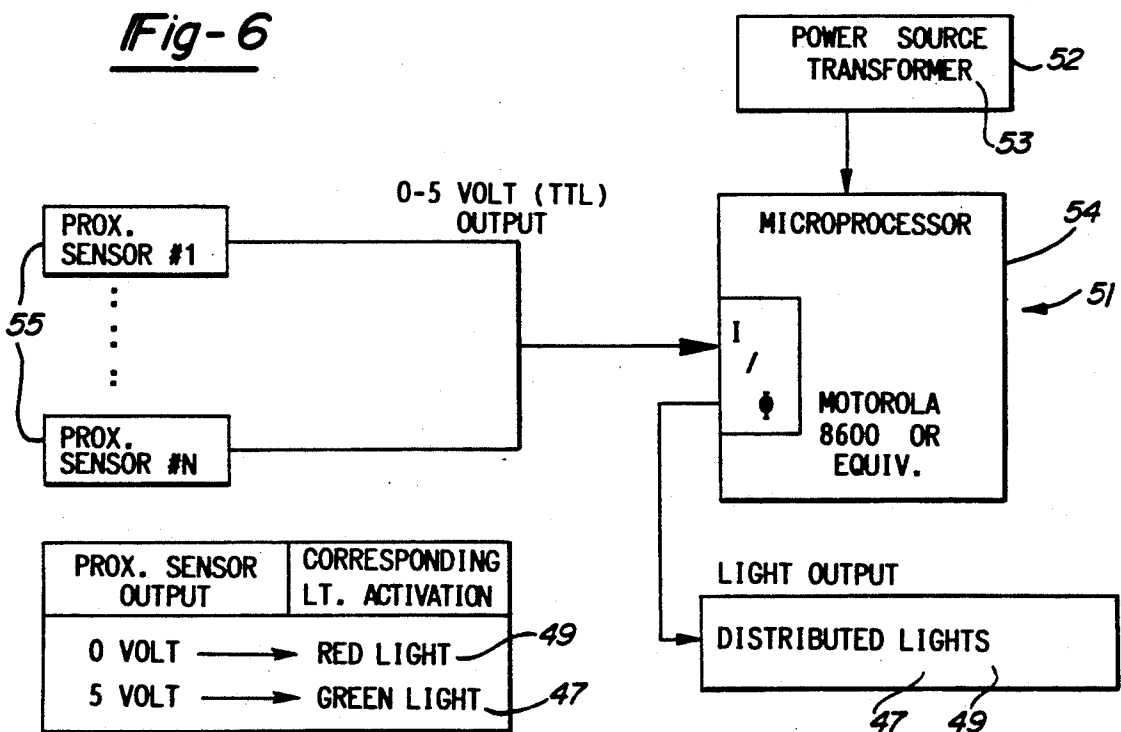 Fig-6
POWER SOURCE
TRANSFORMER
52
53
0-5 VOLT (TTL)
OUTPUT
PROX.
SENSOR #1
55
PROX.
SENSOR #N
MICROPROCESSOR
54
51
I
/
O
MOTOROLA
8600 OR
EQUIV.
PROX. SENSOR
OUTPUT
CORRESPONDING
LT. ACTIVATION
0 VOLT RED LIGHT 49
5 VOLT GREEN LIGHT 47
LIGHT OUTPUT
DISTRIBUTED LIGHTS
47 49